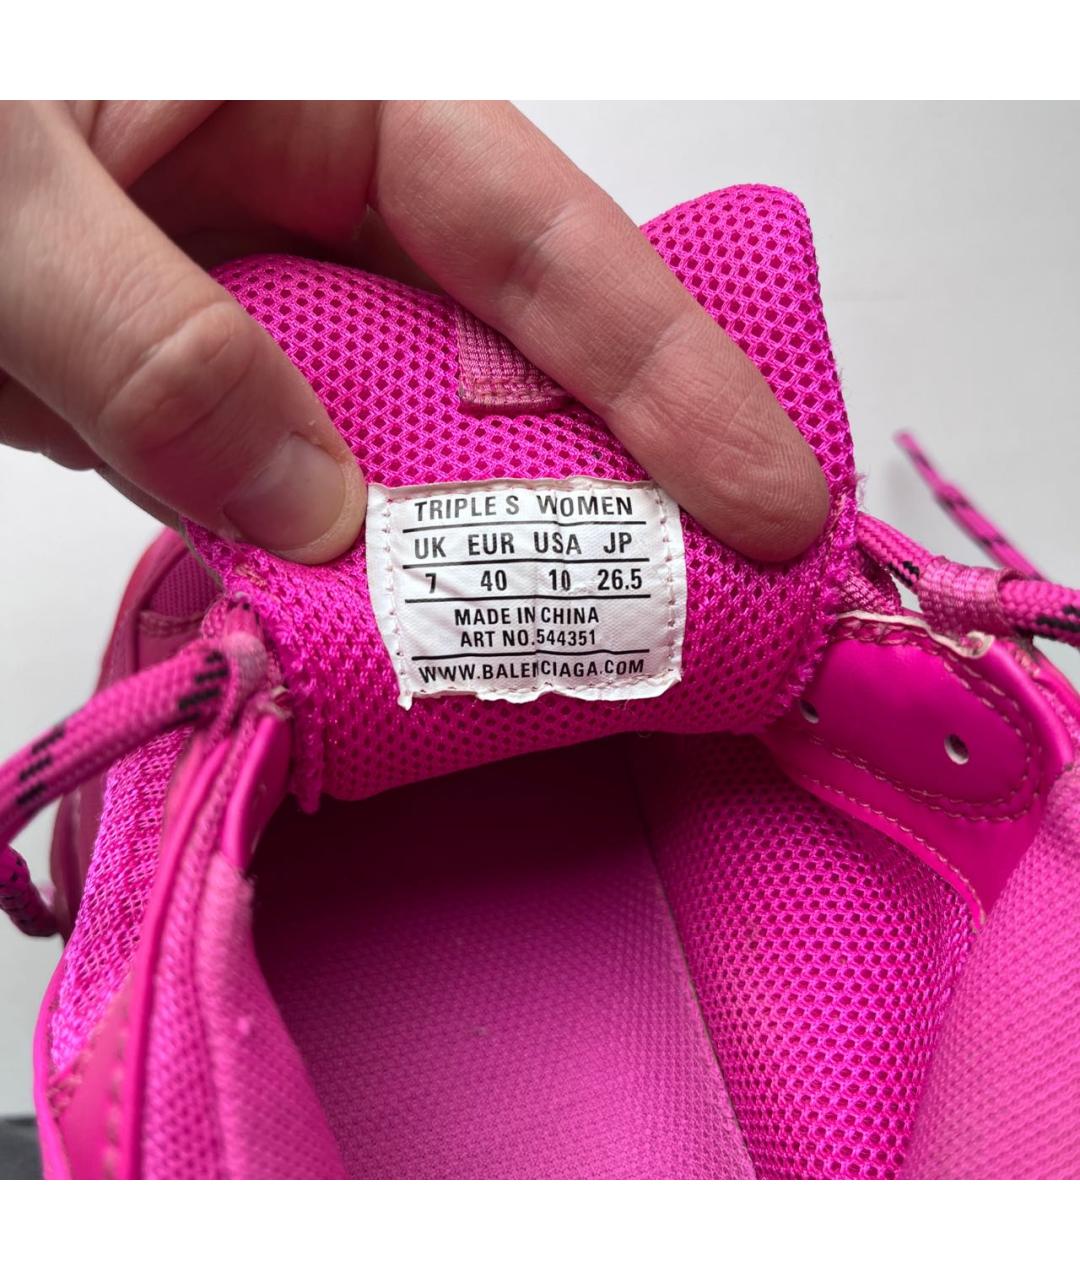 TRIPLE S WOMEN
UK EUR USA JP
7 40 10 26.5
MADE IN CHINA
ART NO.544351
WWW.BALENCIAGA.COM